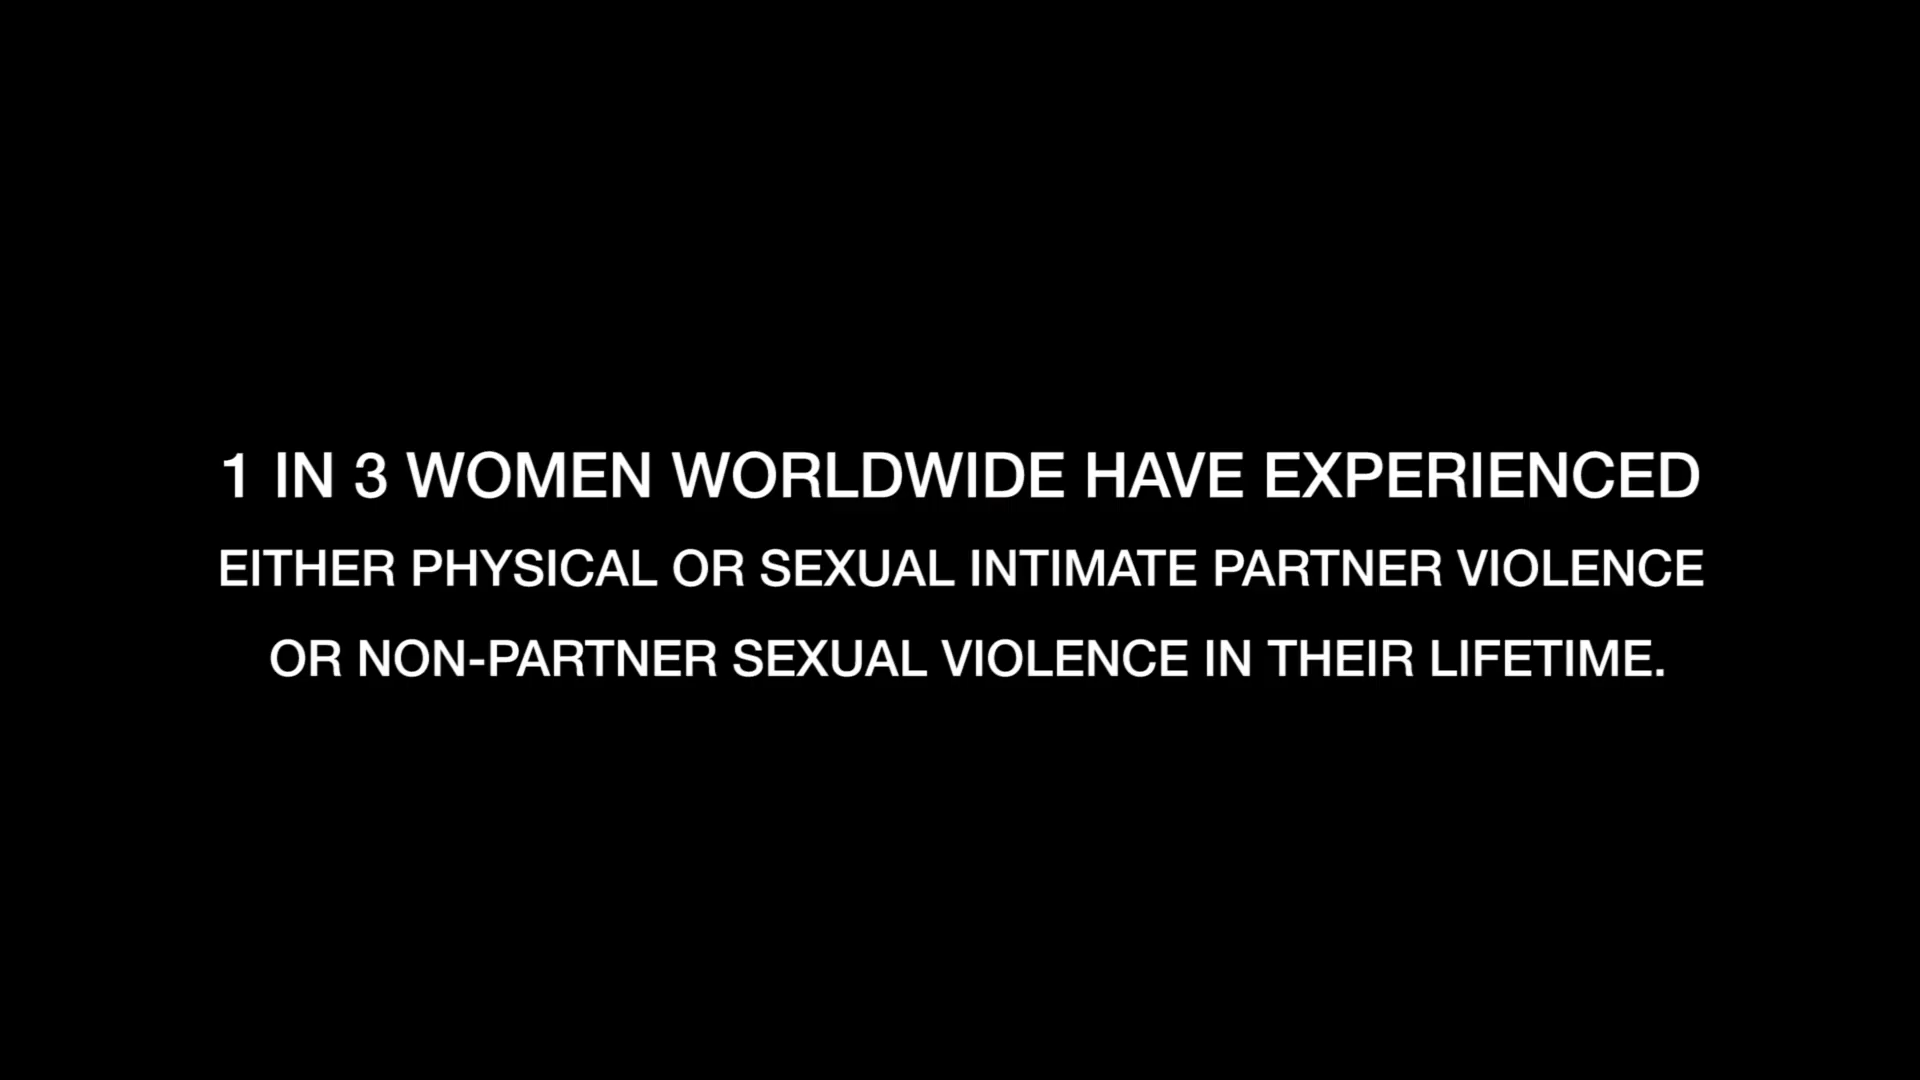 1 IN 3 WOMEN WORLDWIDE HAVE EXPERIENCED
EITHER PHYSICAL OR SEXUAL INTIMATE PARTNER VIOLENCE
OR NON-PARTNER SEXUAL VIOLENCE IN THEIR LIFETIME.